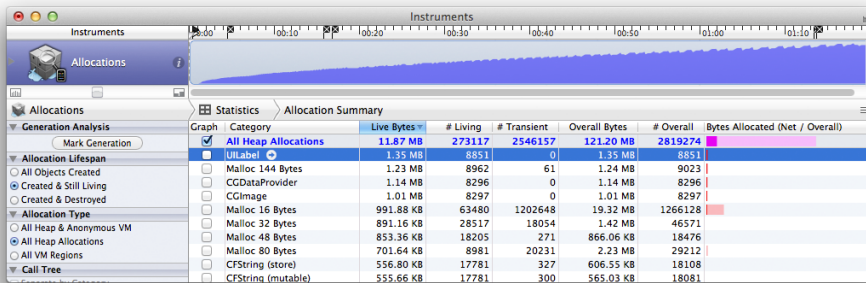 Instruments
Instruments
00:00 00:10 00:20 00:30 00:40 00:50 01:00 01:10
Allocations
Allocations Statistics Allocation Summary
Generation Analysis
Mark Generation
Allocation Lifespan
All Objects Created
Created & Still Living
Created & Destroyed
Allocation Type
All Heap & Anonymous VM
All Heap Allocations
All VM Regions
Call Tree
Separate by Category
Graph Category Live Bytes # Living # Transient Overall Bytes # Overall Bytes Allocated (Net / Overall)
All Heap Allocations 11.87 MB 273117 2546157 121.20 MB 2819274
UILabel 1.35 MB 8851 0 1.35 MB 8851
Malloc 144 Bytes 1.23 MB 8962 61 1.24 MB 9023
CGDataProvider 1.14 MB 8296 0 1.14 MB 8296
CGImage 1.01 MB 8297 0 1.01 MB 8297
Malloc 16 Bytes 991.88 KB 63480 1202648 19.32 MB 1266128
Malloc 32 Bytes 891.16 KB 28517 18054 1.42 MB 46571
Malloc 48 Bytes 853.36 KB 18205 271 866.06 KB 18476
Malloc 80 Bytes 701.64 KB 8981 20231 2.23 MB 29212
CFString (store) 556.80 KB 17781 327 606.55 KB 18108
CFString (mutable) 555.66 KB 17781 300 565.03 KB 18081